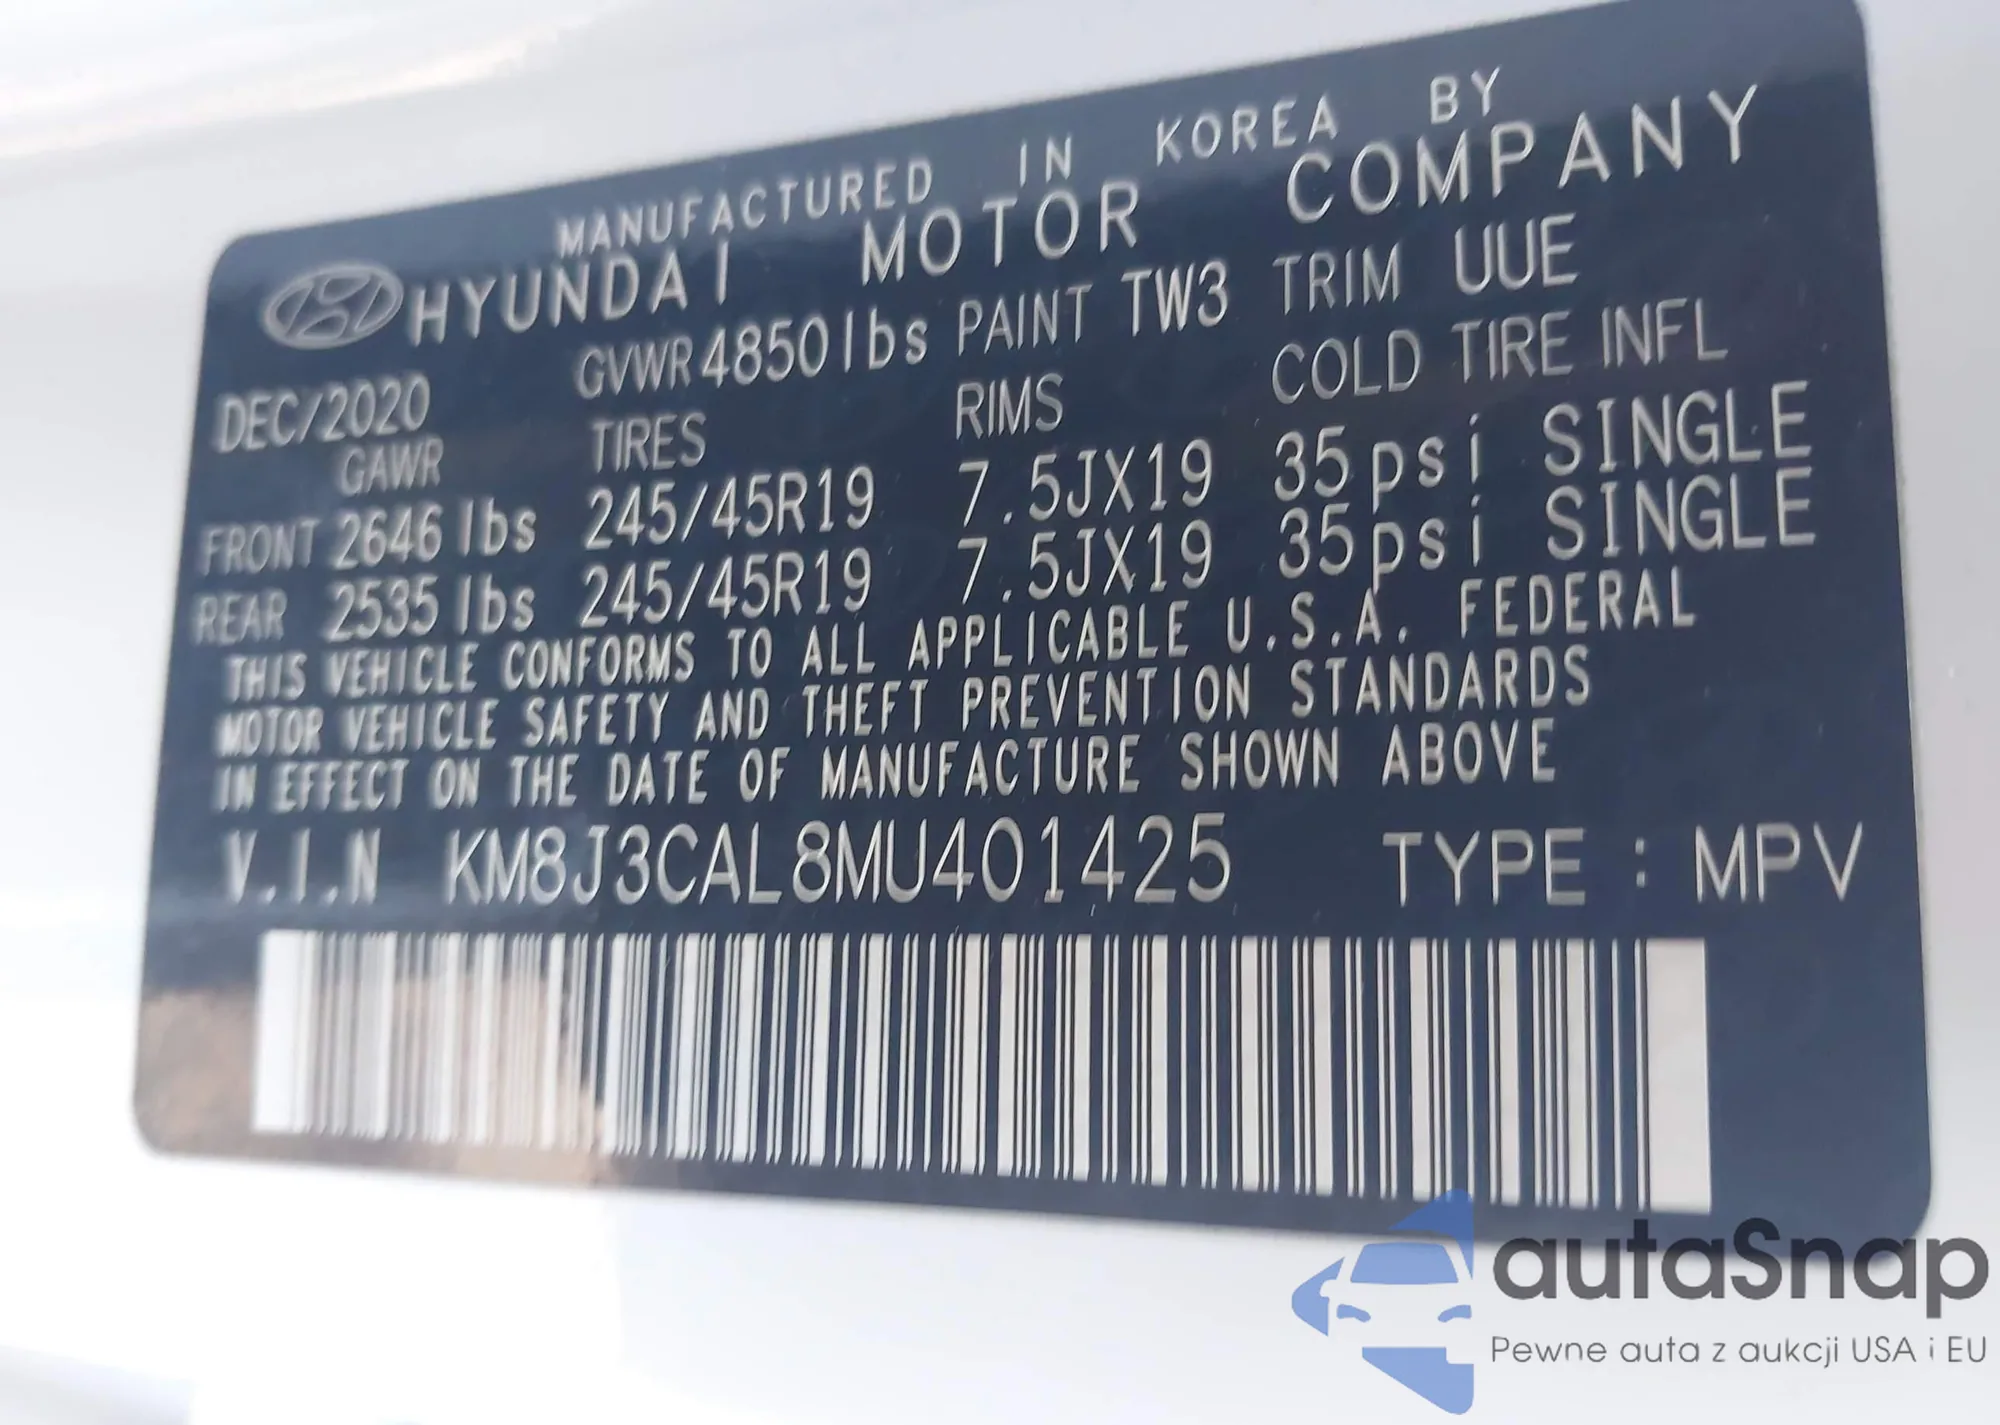 MANUFACTURED IN KOREA BY
HYUNDAI MOTOR COMPANY
DEC/2020 GVWR 4850lbs PAINT TW3 TRIM UUE
GAWR TIRES RIMS COLD TIRE INFL
FRONT 2646 lbs 245/45R19 7.5JX19 35psi SINGLE
REAR 2535 lbs 245/45R19 7.5JX19 35psi SINGLE
THIS VEHICLE CONFORMS TO ALL APPLICABLE U.S.A. FEDERAL
MOTOR VEHICLE SAFETY AND THEFT PREVENTION STANDARDS
IN EFFECT ON THE DATE OF MANUFACTURE SHOWN ABOVE
V.I.N KM8J3CAL8MU401425 TYPE : MPV
autaSnap
Pewne auta z aukcji USA i EU